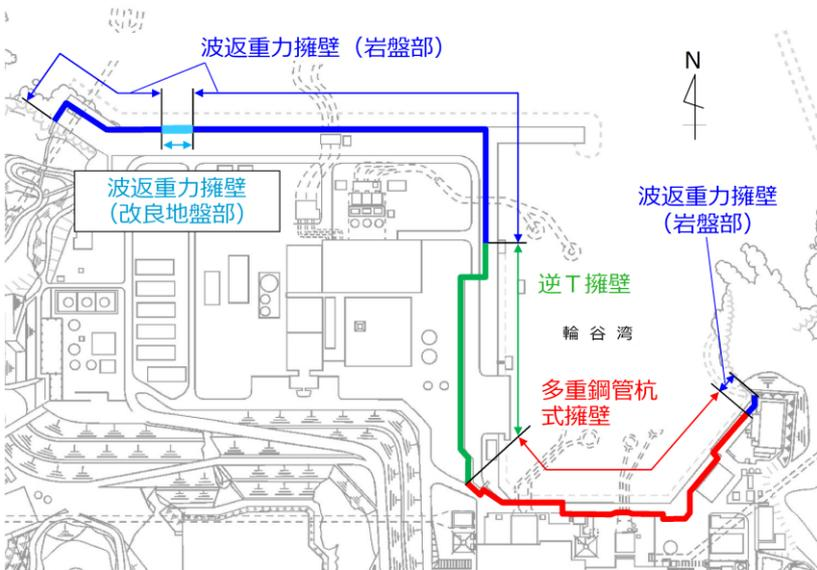 波返重力擁壁（岩盤部）
N
波返重力擁壁
（改良地盤部）
波返重力擁壁
（岩盤部）
逆Ｔ擁壁
輪 谷 湾
多重鋼管杭
式擁壁